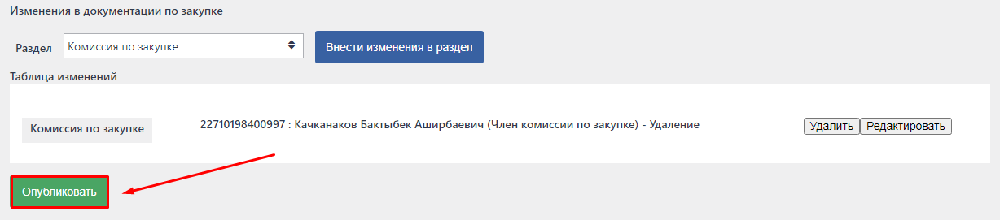 Изменения в документации по закупке
Раздел Комиссия по закупке Внести изменения в раздел
Таблица изменений
Комиссия по закупке 22710198400997 : Качканаков Бактыбек Аширбаевич (Член комиссии по закупке) - Удаление Удалить Редактировать
Опубликовать